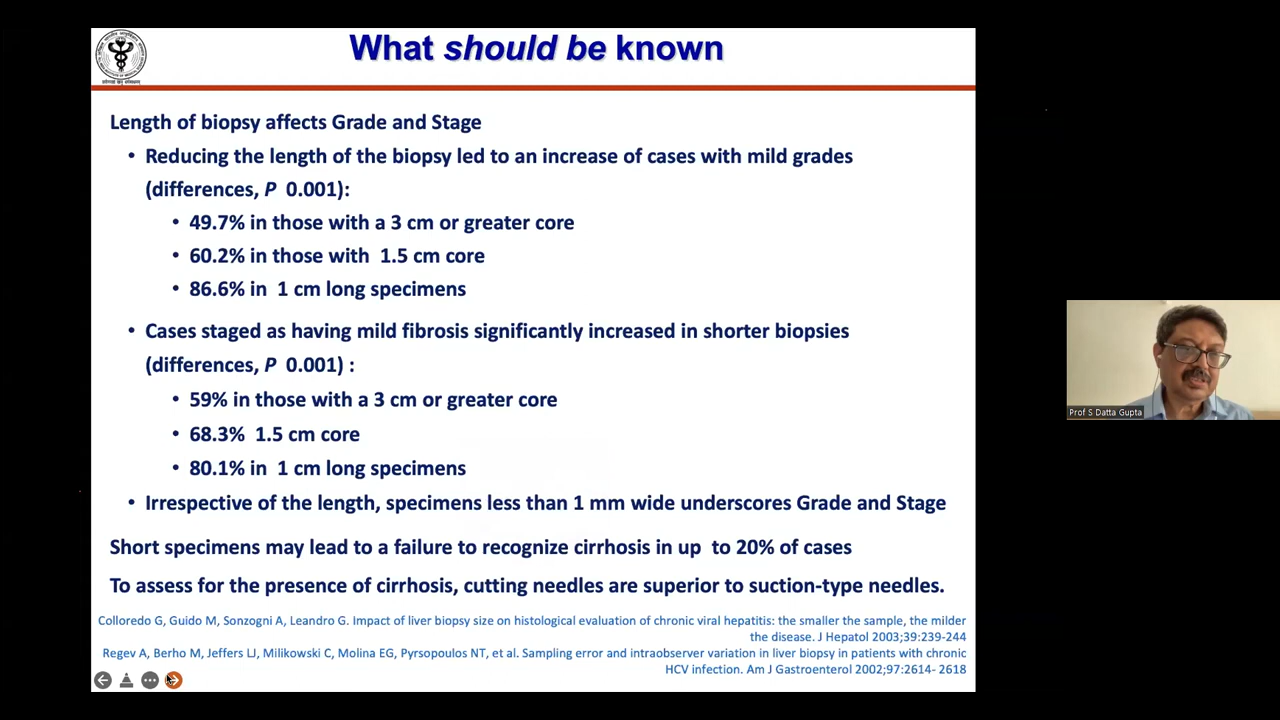 What should be known
Length of biopsy affects Grade and Stage
• Reducing the length of the biopsy led to an increase of cases with mild grades
(differences, P 0.001):
• 49.7% in those with a 3 cm or greater core
• 60.2% in those with 1.5 cm core
• 86.6% in 1 cm long specimens
• Cases staged as having mild fibrosis significantly increased in shorter biopsies
(differences, P 0.001) :
• 59% in those with a 3 cm or greater core
• 68.3% 1.5 cm core
• 80.1% in 1 cm long specimens
• Irrespective of the length, specimens less than 1 mm wide underscores Grade and Stage
Short specimens may lead to a failure to recognize cirrhosis in up to 20% of cases
To assess for the presence of cirrhosis, cutting needles are superior to suction-type needles.
Colloredo G, Guido M, Sonzogni A, Leandro G. Impact of liver biopsy size on histological evaluation of chronic viral hepatitis: the smaller the sample, the milder
the disease. J Hepatol 2003;39:239-244
Regev A, Berho M, Jeffers LJ, Milikowski C, Molina EG, Pyrsopoulos NT, et al. Sampling error and intraobserver variation in liver biopsy in patients with chronic
HCV infection. Am J Gastroenterol 2002;97:2614- 2618
Prof S Datta Gupta